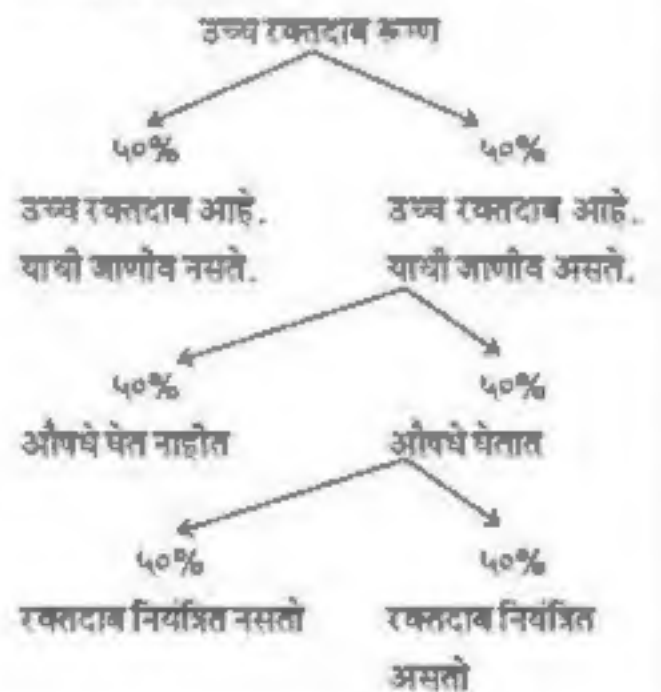 उच्च रक्तदाब रूग्ण
५०% ५०%
उच्च रक्तदाब आहे. उच्च रक्तदाब आहे.
याची जाणीव नसते. याची जाणीव असते.
५०% ५०%
औषधे घेत नाहीत औषधे घेतात
५०% ५०%
रक्तदाब नियंत्रित नसतो रक्तदाब नियंत्रित
असतो